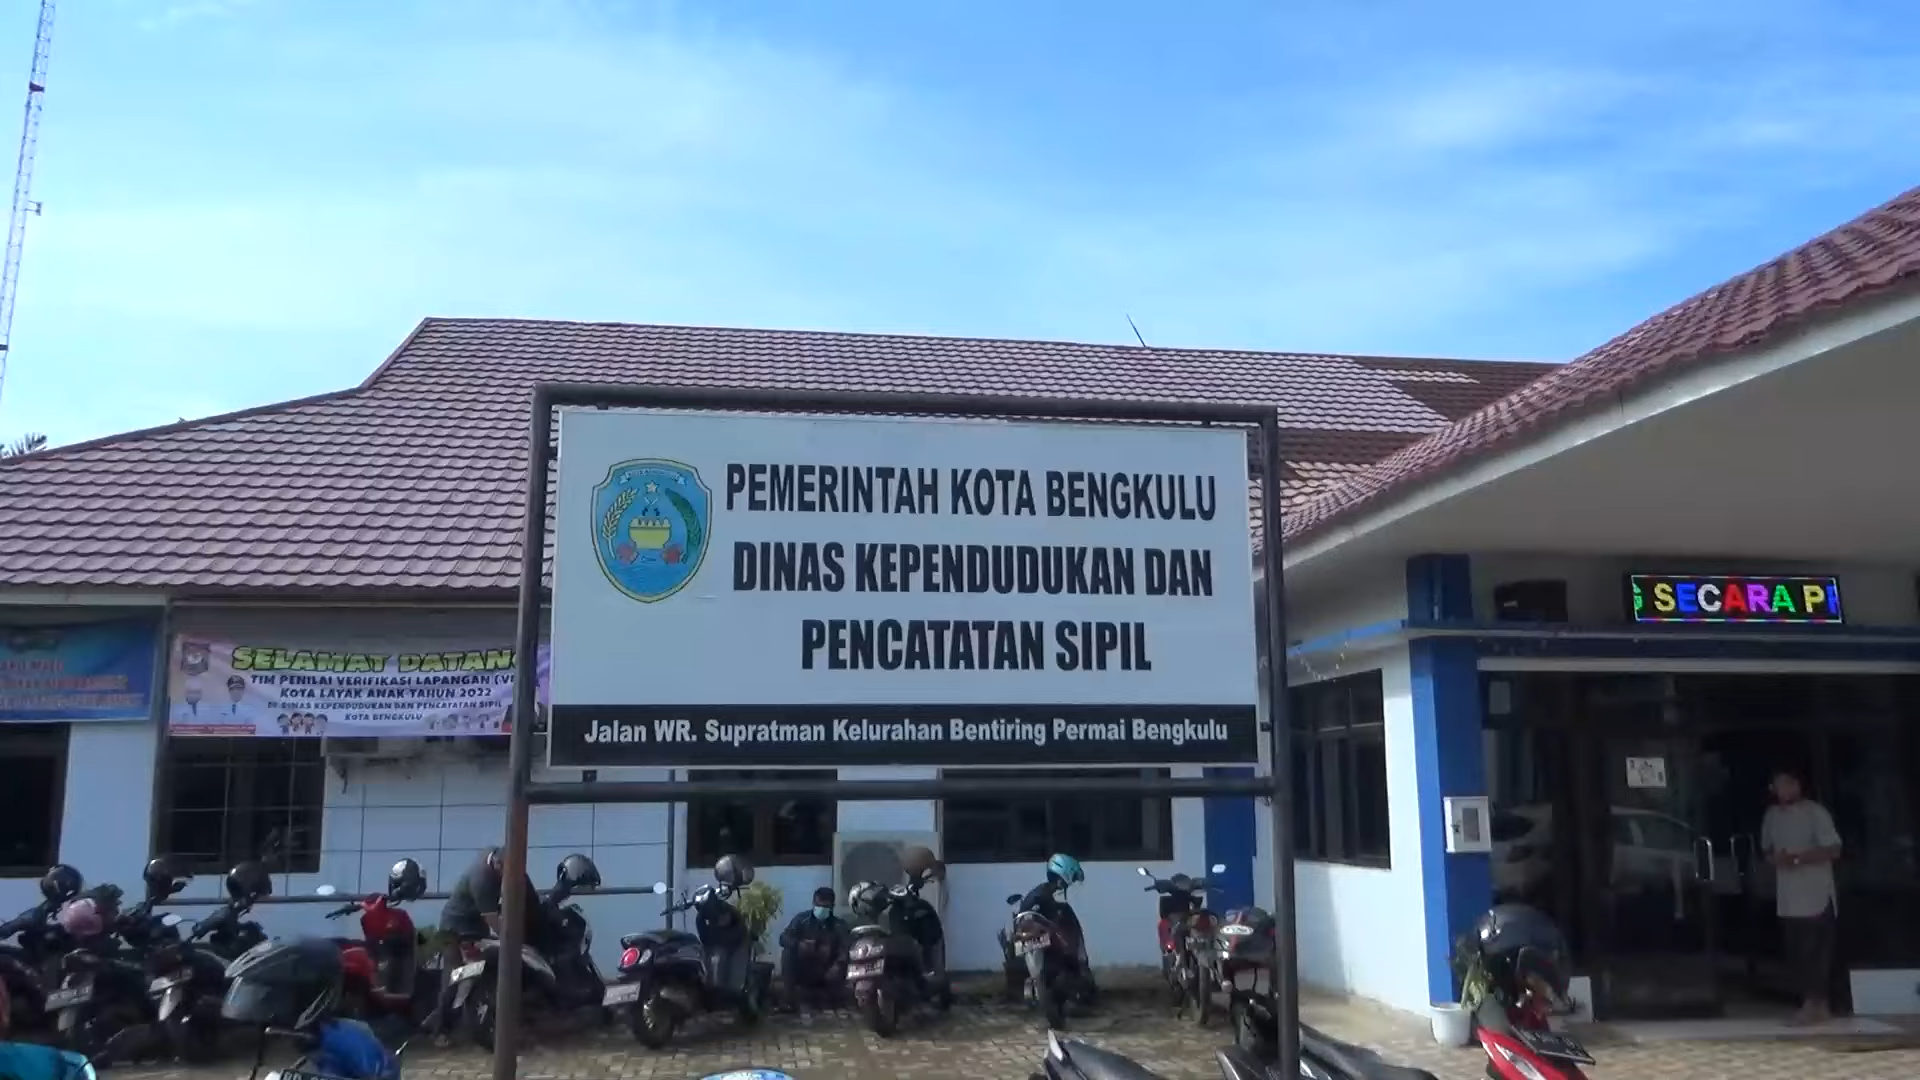 PEMERINTAH KOTA BENGKULU
DINAS KEPENDUDUKAN DAN
PENCATATAN SIPIL
Jalan WR. Supratman Kelurahan Bentiring Permai Bengkulu
SECARA P
SELAMAT DATANG
TIM PENILAI VERIFIKASI LAPANGAN
KOTA LAYAK ANAK TAHUN 2022
DI DINAS KEPENDUDUKAN DAN PENCATATAN SIPIL
KOTA BENGKULU